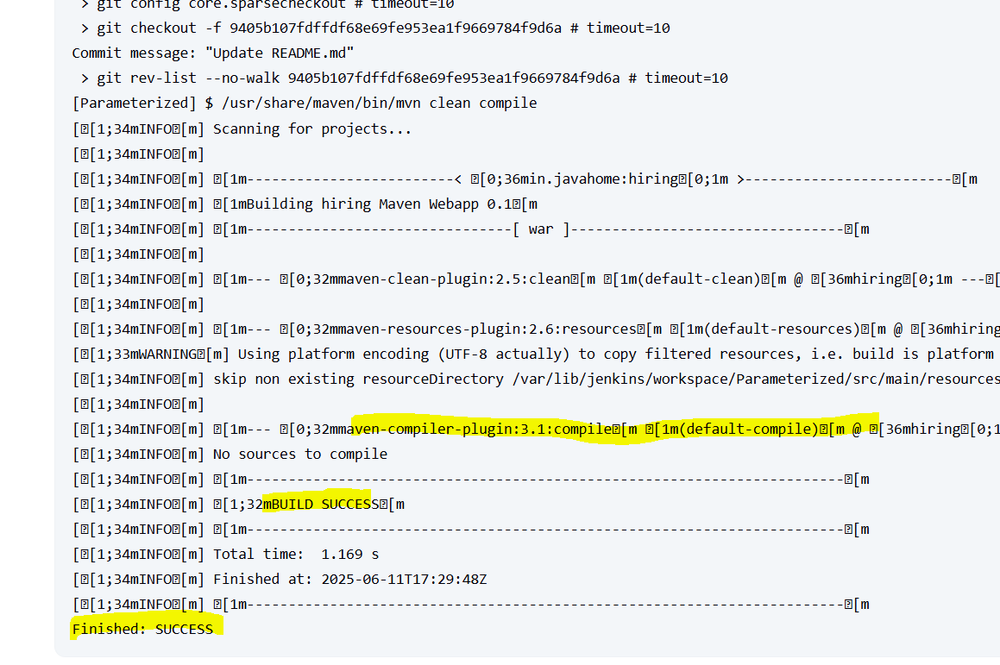 > git config core.sparsecheckout # timeout=10
> git checkout -f 9405b107fdffdf68e69fe953ea1f9669784f9d6a # timeout=10
Commit message: "Update README.md"
> git rev-list --no-walk 9405b107fdffdf68e69fe953ea1f9669784f9d6a # timeout=10
[Parameterized] $ /usr/share/maven/bin/mvn clean compile
[␛[1;34mINFO␛[m] Scanning for projects...
[␛[1;34mINFO␛[m]
[␛[1;34mINFO␛[m] ␛[1m-------------------------< ␛[0;36min.javahome:hiring␛[0;1m >-------------------------␛[m
[␛[1;34mINFO␛[m] ␛[1mBuilding hiring Maven Webapp 0.1␛[m
[␛[1;34mINFO␛[m] ␛[1m--------------------------------[ war ]---------------------------------␛[m
[␛[1;34mINFO␛[m]
[␛[1;34mINFO␛[m] ␛[1m--- ␛[0;32mmaven-clean-plugin:2.5:clean␛[m ␛[1m(default-clean)␛[m @ ␛[36mhiring␛[0;1m ---␛[
[␛[1;34mINFO␛[m]
[␛[1;34mINFO␛[m] ␛[1m--- ␛[0;32mmaven-resources-plugin:2.6:resources␛[m ␛[1m(default-resources)␛[m @ ␛[36mhiring
[␛[1;33mWARNING␛[m] Using platform encoding (UTF-8 actually) to copy filtered resources, i.e. build is platform
[␛[1;34mINFO␛[m] skip non existing resourceDirectory /var/lib/jenkins/workspace/Parameterized/src/main/resources
[␛[1;34mINFO␛[m]
[␛[1;34mINFO␛[m] ␛[1m--- ␛[0;32mmaven-compiler-plugin:3.1:compile␛[m ␛[1m(default-compile)␛[m @ ␛[36mhiring␛[0;1
[␛[1;34mINFO␛[m] No sources to compile
[␛[1;34mINFO␛[m] ␛[1m------------------------------------------------------------------------␛[m
[␛[1;34mINFO␛[m] ␛[1;32mBUILD SUCCESS␛[m
[␛[1;34mINFO␛[m] ␛[1m------------------------------------------------------------------------␛[m
[␛[1;34mINFO␛[m] Total time:  1.169 s
[␛[1;34mINFO␛[m] Finished at: 2025-06-11T17:29:48Z
[␛[1;34mINFO␛[m] ␛[1m------------------------------------------------------------------------␛[m
Finished: SUCCESS